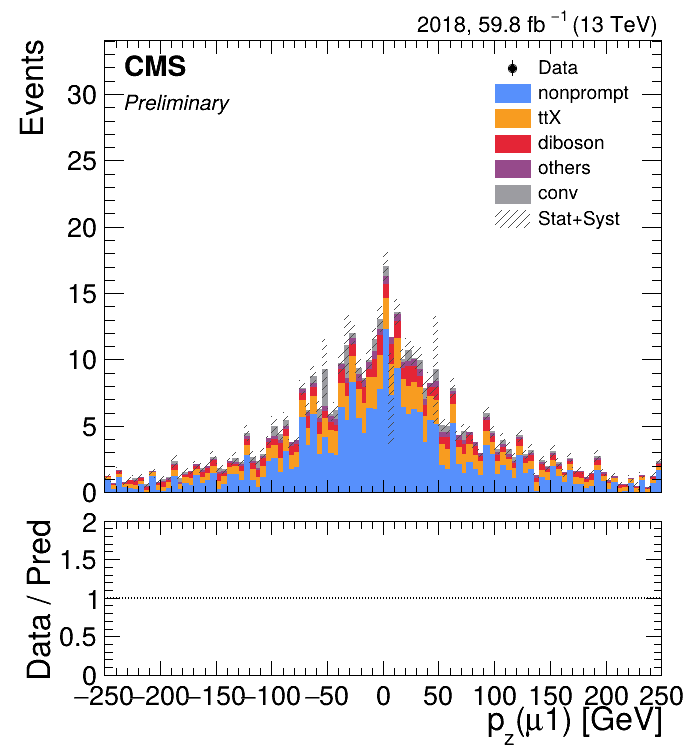 2018, 59.8 fb⁻¹ (13 TeV)
CMS
Preliminary
Events
30
25
20
15
10
5
0
Data
nonprompt
ttX
diboson
others
conv
Stat+Syst
Data / Pred
2
1.5
1
0.5
0
−250 −200 −150 −100 −50 0 50 100 150 200 250
p_z(μ1) [GeV]